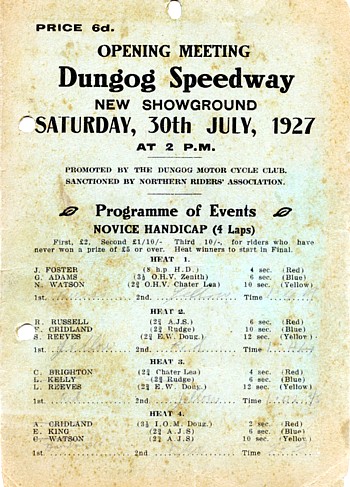 PRICE 6d.
OPENING MEETING
Dungog Speedway
NEW SHOWGROUND
SATURDAY, 30th JULY, 1927
AT 2 P.M.
PROMOTED BY THE DUNGOG MOTOR CYCLE CLUB.
SANCTIONED BY NORTHERN RIDERS' ASSOCIATION.
Programme of Events
NOVICE HANDICAP (4 Laps)
First, £2, Second £1/10/- Third 10/-, for riders who have
never won a prize of £5 or over. Heat winners to start in Final.
HEAT 1.
J. FOSTER (8 h.p H.D.) 4 sec. (Red)
G. ADAMS (3½ O.H.V. Zenith) 6 sec. (Blue)
N. WATSON (2¾ O.H.V. Chater Lea) 10 sec. (Yellow)
1st. 2nd. Time
HEAT 2.
R. RUSSELL (2¾ A.J.S.) 6 sec. (Red)
F. CRIDLAND (2¾ Rudge) 10 sec. (Blue)
S. REEVES (2¾ E.W. Doug.) 12 sec. (Yellow)
1st. 2nd. Time
HEAT 3.
C. BRIGHTON (2¾ Chater Lea) 4 sec. (Red)
L. KELLY (2¾ Rudge) 6 sec. (Blue)
L. REEVES (2¾ E.W. Doug.) 12 sec. (Yellow)
1st. 2nd. Time
HEAT 4.
A. CRIDLAND (3½ I.O.M. Doug.) 2 sec. (Red)
E. KING (2¾ A.J.S) 6 sec. (Blue)
C. WATSON (2¾ A.J.S) 10 sec. (Yellow)
1st. 2nd. Time